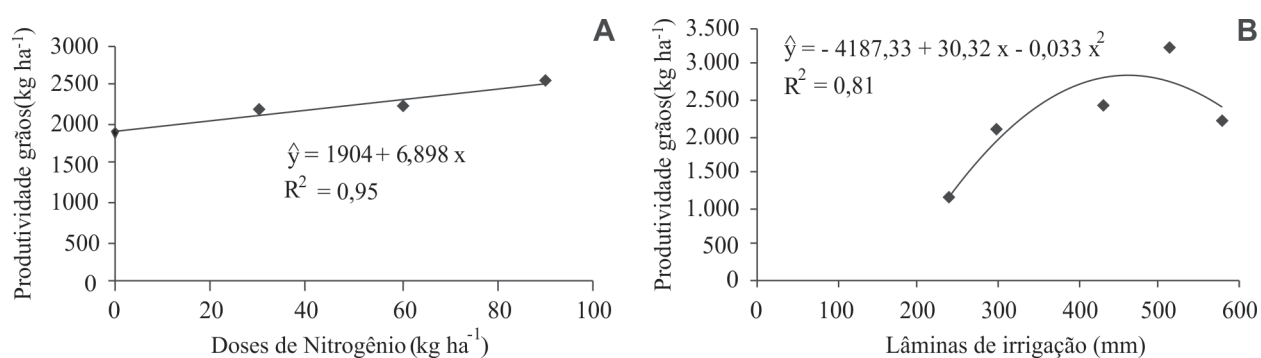 A
Produtividade grãos(kg ha⁻¹)
3000
2500
2000
1500
1000
500
0
ŷ = 1904 + 6,898 x
R² = 0,95
0 20 40 60 80 100
Doses de Nitrogênio (kg ha⁻¹)
B
Produtividade grãos(kg ha⁻¹)
3.500
3.000
2.500
2.000
1.500
1.000
500
0
ŷ = - 4187,33 + 30,32 x - 0,033 x²
R² = 0,81
0 100 200 300 400 500 600
Lâminas de irrigação (mm)